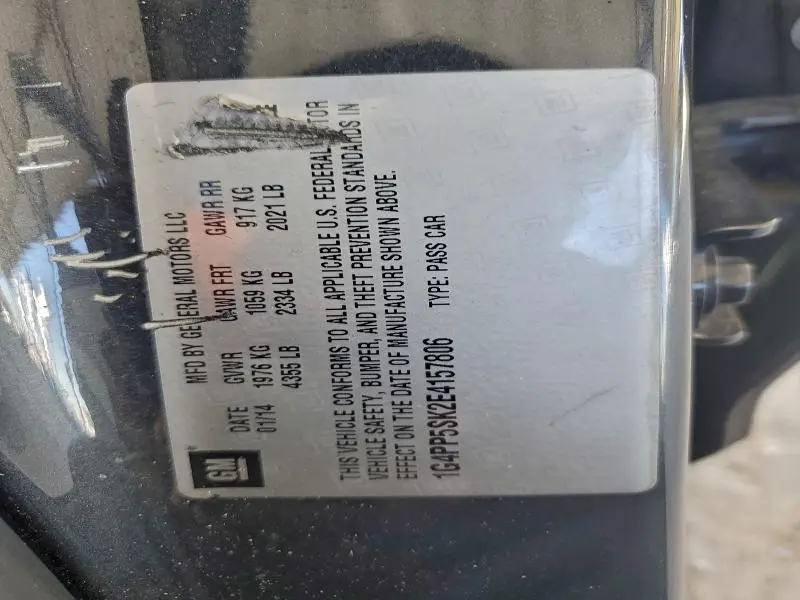 GM
MFD BY GENERAL MOTORS LLC
DATE GVWR GAWR FRT GAWR RR
01/14 1976 KG 1059 KG 917 KG
4355 LB 2334 LB 2021 LB
THIS VEHICLE CONFORMS TO ALL APPLICABLE U.S. FEDERAL MOTOR
VEHICLE SAFETY, BUMPER, AND THEFT PREVENTION STANDARDS IN
EFFECT ON THE DATE OF MANUFACTURE SHOWN ABOVE.
1G4PP5SK2E4157806 TYPE: PASS CAR